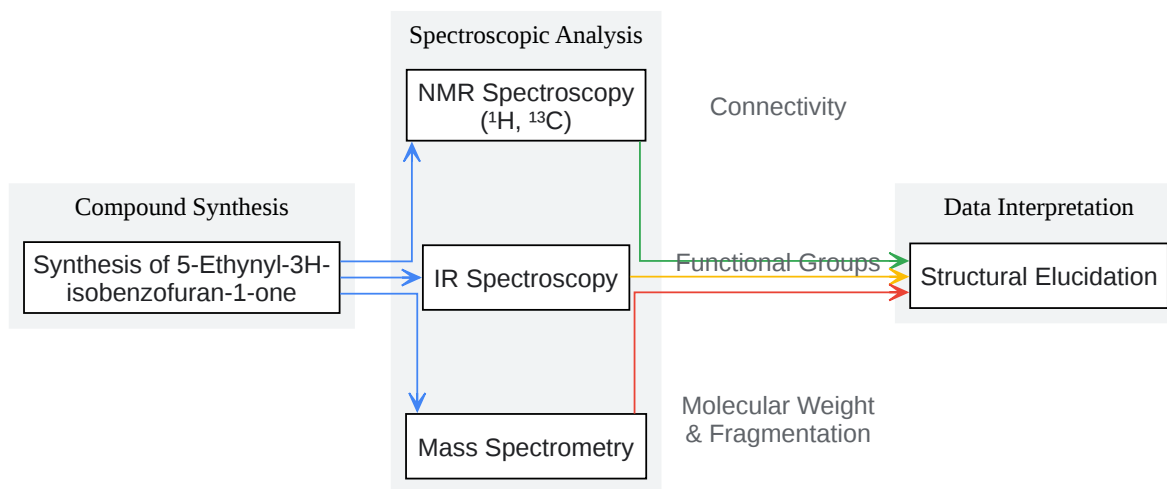 Spectroscopic Analysis
NMR Spectroscopy
(¹H, ¹³C)
Connectivity
Compound Synthesis
Synthesis of 5-Ethynyl-3H-
isobenzofuran-1-one
IR Spectroscopy
Functional Groups
Data Interpretation
Structural Elucidation
Mass Spectrometry
Molecular Weight
& Fragmentation